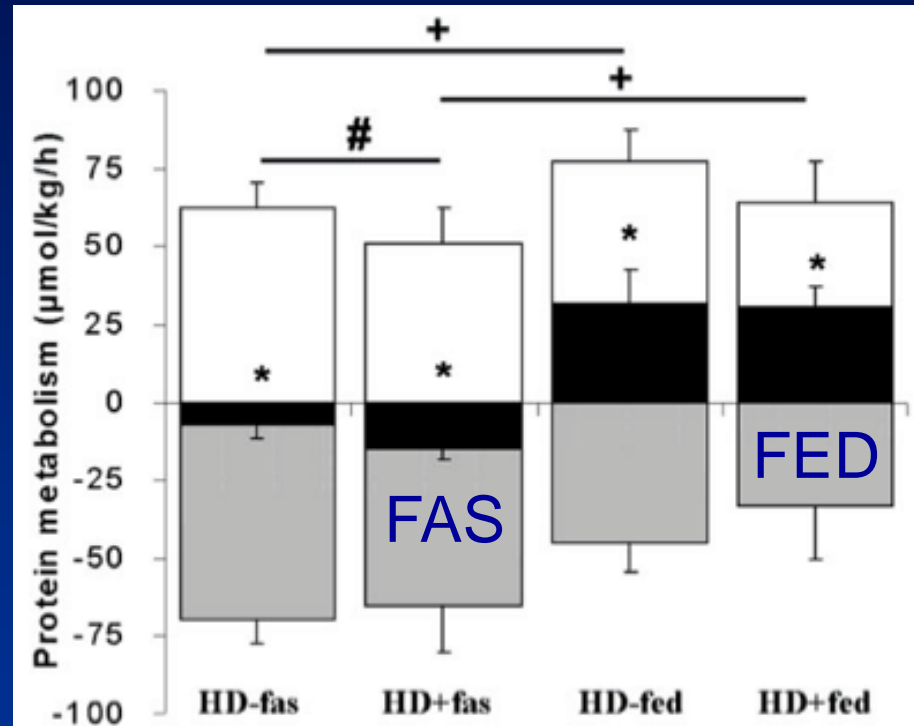 +
+
#
Protein metabolism (µmol/kg/h)
100
75
50
25
0
-25
-50
-75
-100
*
*
*
*
FAS
FED
HD-fas
HD+fas
HD-fed
HD+fed